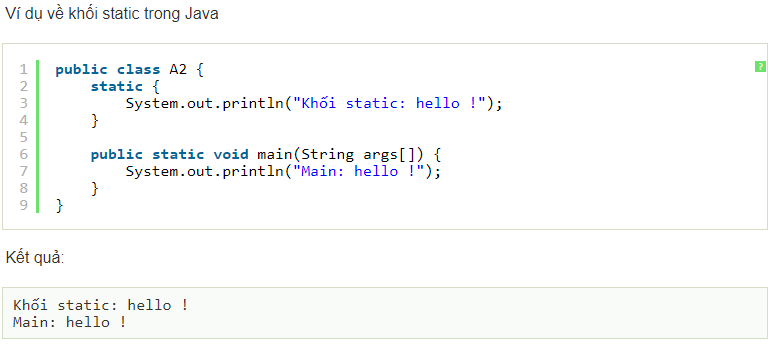 Ví dụ về khối static trong Java
?
1 public class A2 {
2 static {
3 System.out.println("Khối static: hello !");
4 }
5
6 public static void main(String args[]) {
7 System.out.println("Main: hello !");
8 }
9 }
Kết quả:
Khối static: hello !
Main: hello !